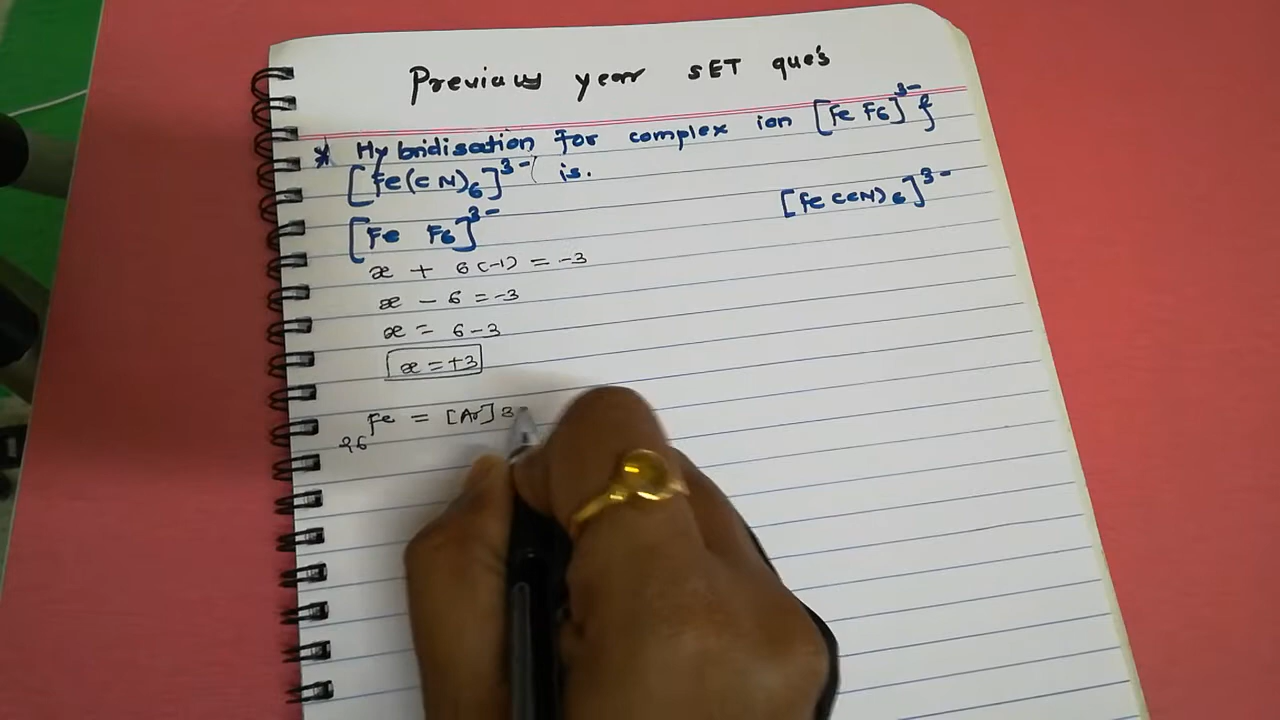 Previous year SET que's
* Hybridisation for complex ion [Fe F6]3- &
[Fe(CN)6]3- is.
[Fe F6]3-
[Fe (CN)6]3-
x + 6(-1) = -3
x - 6 = -3
x = 6 - 3
x = +3
26Fe = [Ar] 3